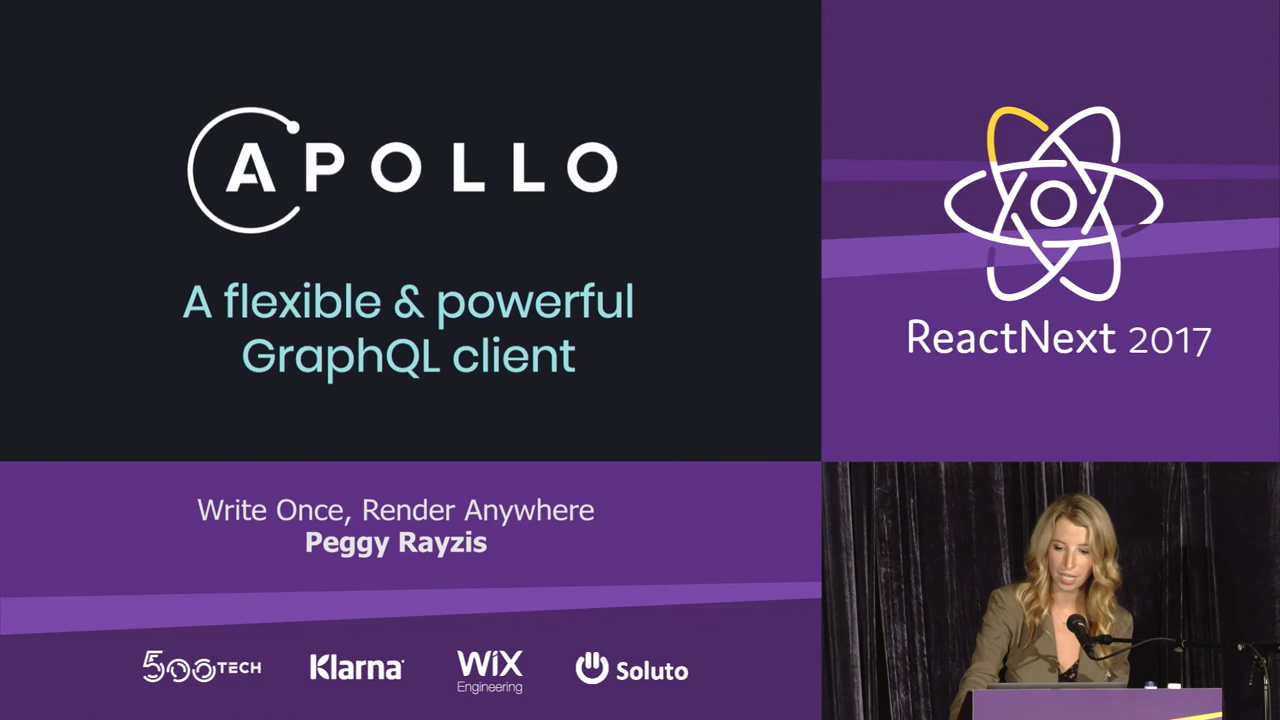 APOLLO
A flexible & powerful
GraphQL client
ReactNext 2017
Write Once, Render Anywhere
Peggy Rayzis
500TECH
Klarna
WiX
Engineering
Soluto